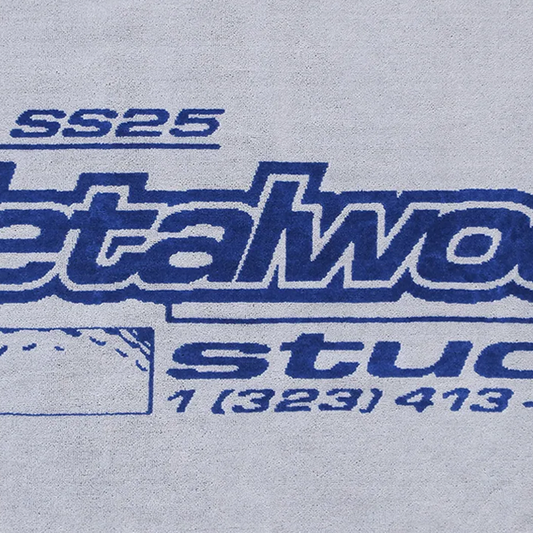 SS25
etalwo
stud
1 (323) 413